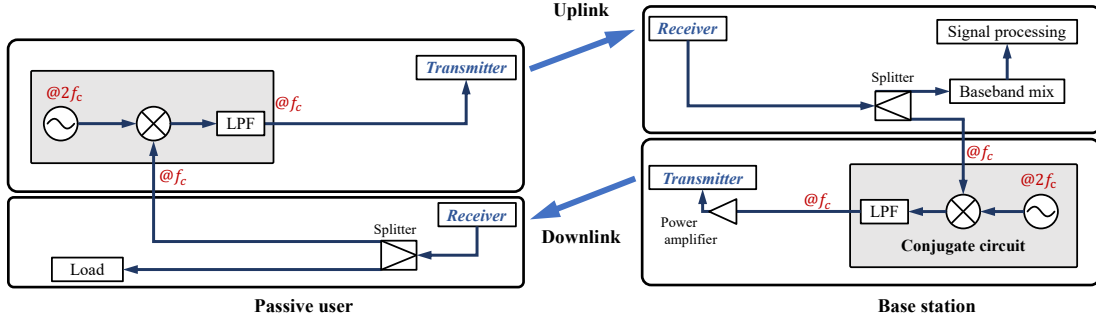 Uplink
Transmitter
@2f_c
@f_c
LPF
@f_c
Receiver
Splitter
Load
Passive user
Receiver
Signal processing
Splitter
Baseband mix
@f_c
Transmitter
@f_c
@2f_c
LPF
Power
amplifier
Conjugate circuit
Downlink
Base station